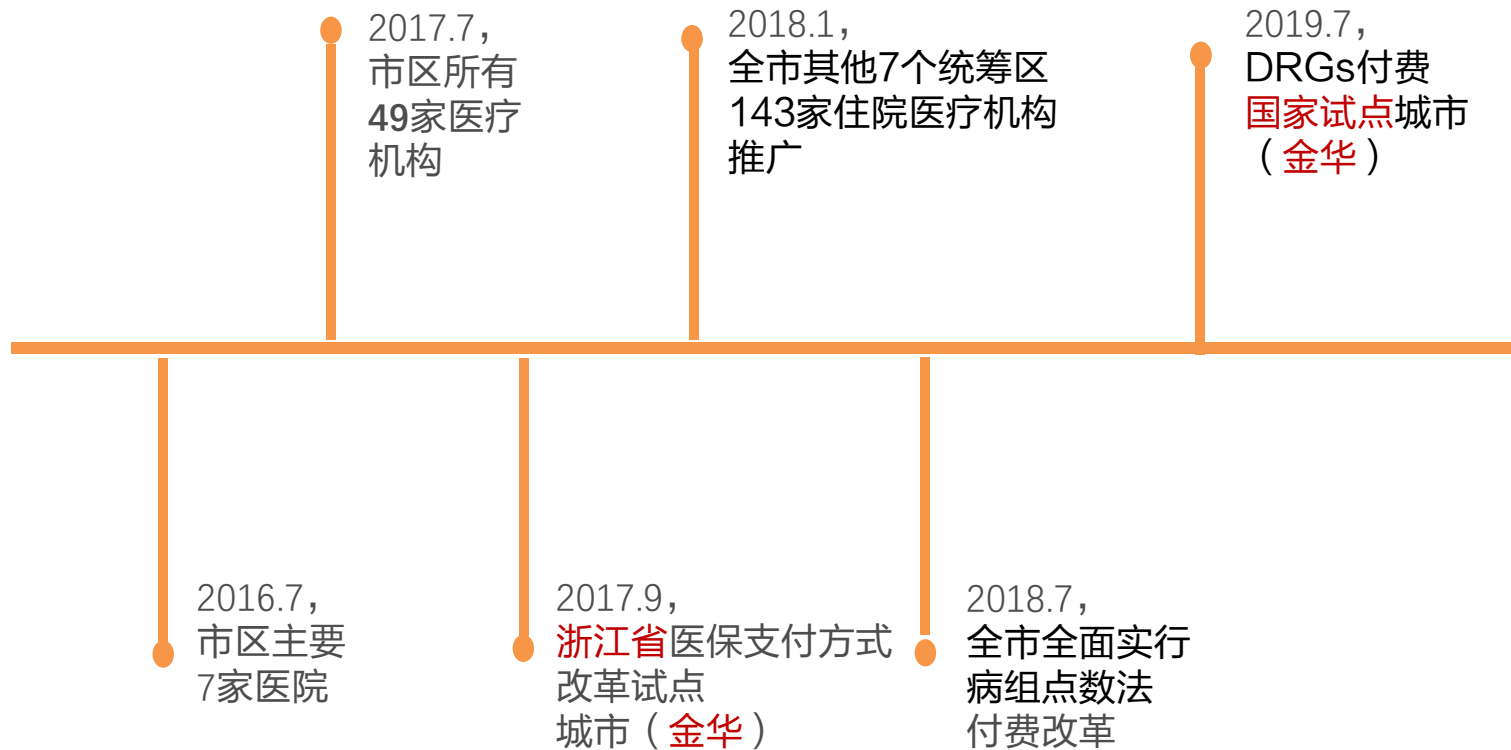 2017.7，
市区所有
49家医疗
机构
2018.1，
全市其他7个统筹区
143家住院医疗机构
推广
2019.7，
DRGs付费
国家试点城市
（金华）
2016.7，
市区主要
7家医院
2017.9，
浙江省医保支付方式
改革试点
城市（金华）
2018.7，
全市全面实行
病组点数法
付费改革